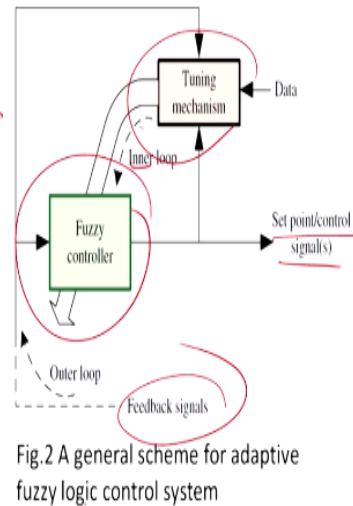 Tuning
mechanism
Data
Inner loop
Fuzzy
controller
Set point/control
signal(s)
Outer loop
Feedback signals
Fig.2 A general scheme for adaptive
fuzzy logic control system